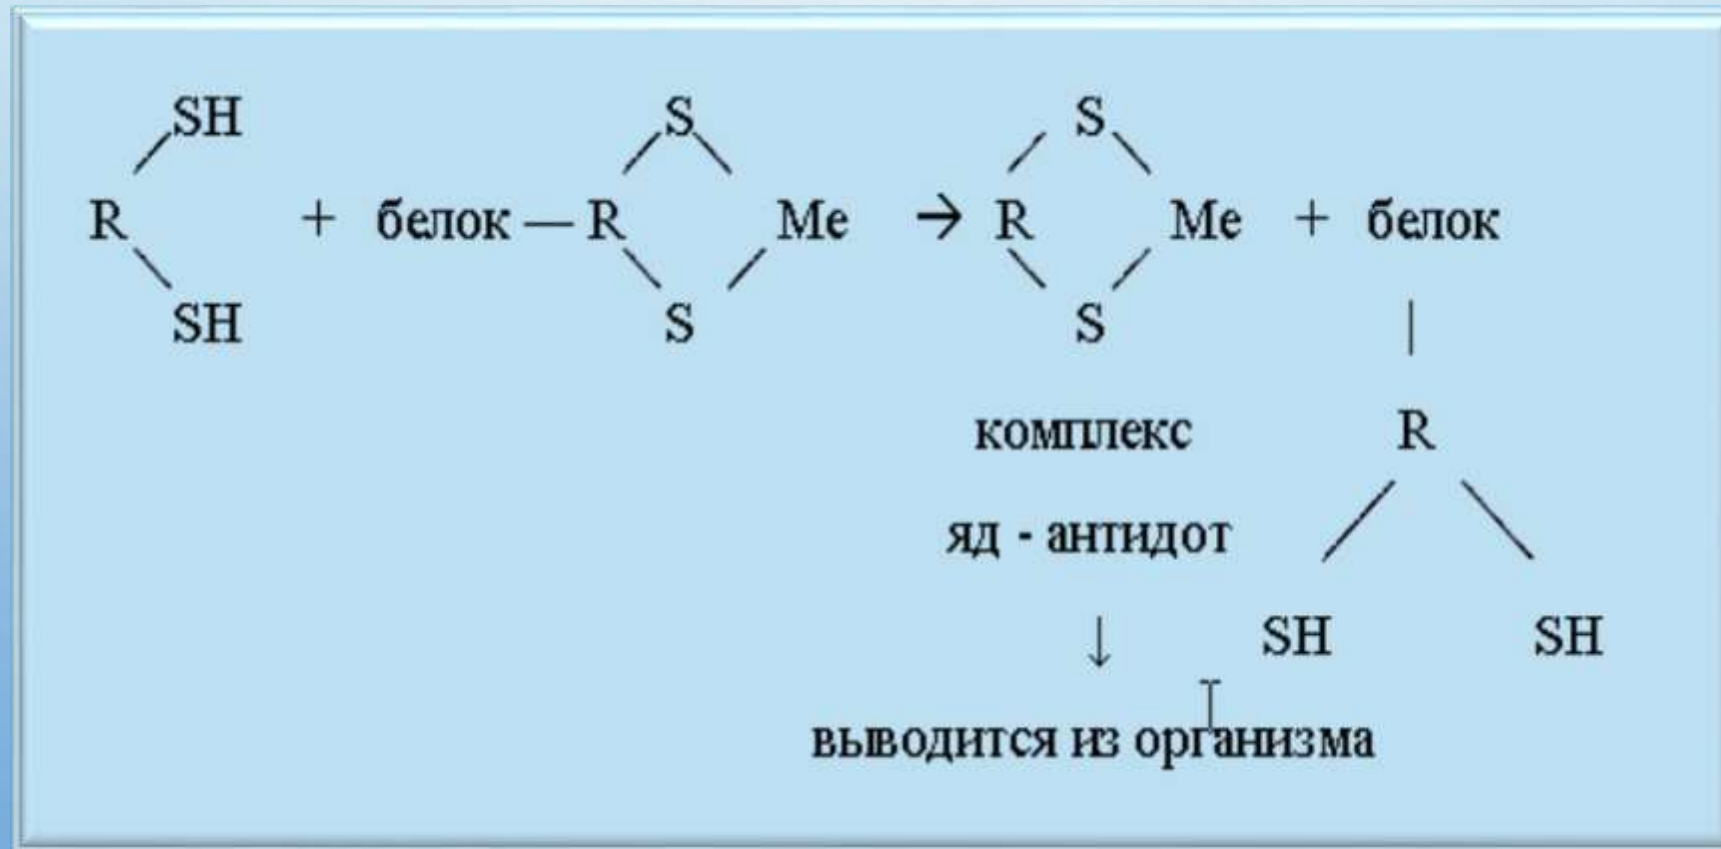 SH S S
R + белок — R Me → R Me + белок
SH S S
комплекс R
яд - антидот
↓ SH SH
выводится из организма